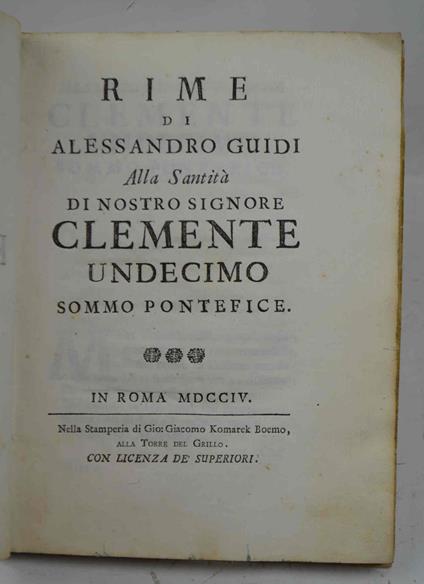 RIME
DI
ALESSANDRO GUIDI
Alla Santità
DI NOSTRO SIGNORE
CLEMENTE
UNDECIMO
SOMMO PONTEFICE.
IN ROMA MDCCIV.
Nella Stamperia di Gio: Giacomo Komarek Boemo,
ALLA TORRE DEL GRILLO.
CON LICENZA DE' SUPERIORI.